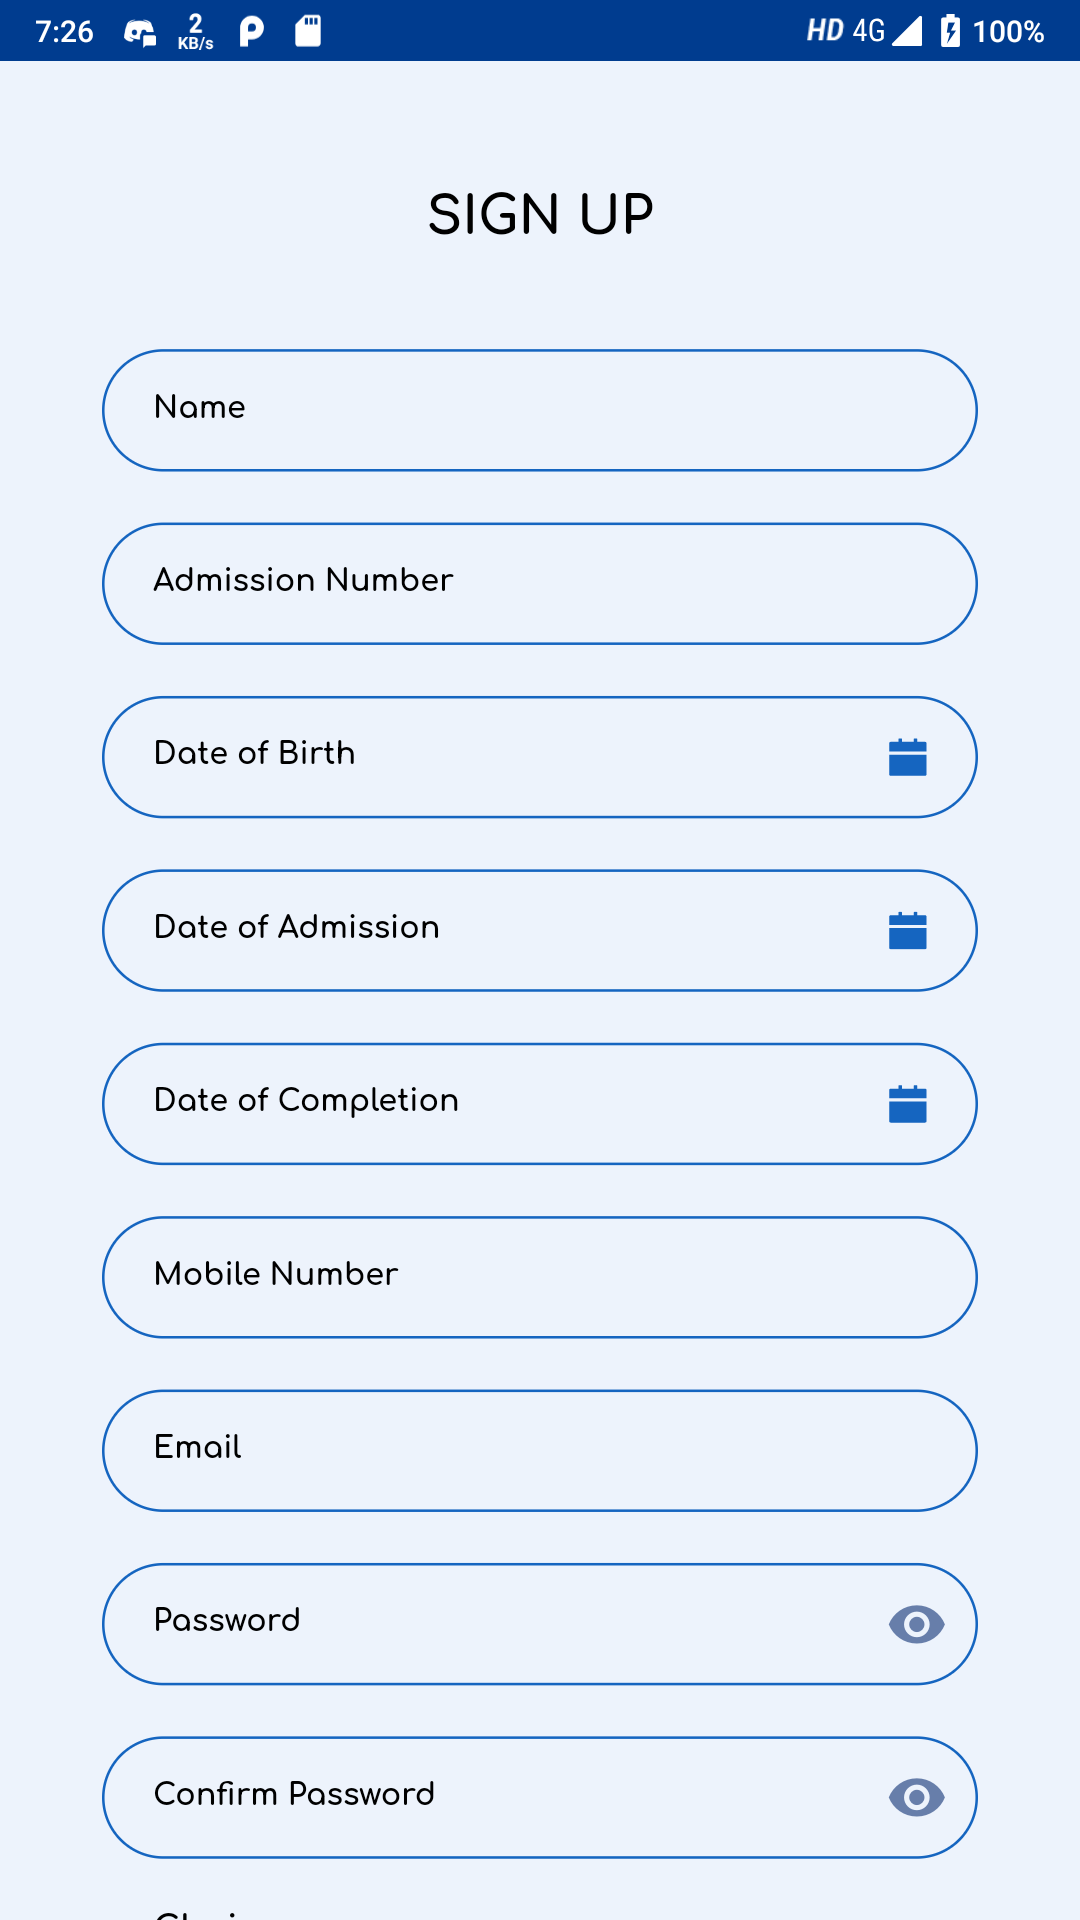 7:26 2 KB/s HD 4G 100%
SIGN UP
Name
Admission Number
Date of Birth
Date of Admission
Date of Completion
Mobile Number
Email
Password
Confirm Password